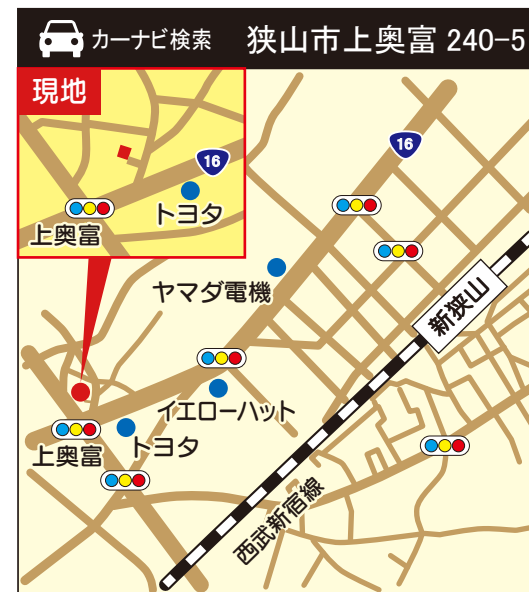 カーナビ検索 狭山市上奥富 240-5
現地
16
トヨタ
上奥富
16
ヤマダ電機
新狭山
イエローハット
上奥富
トヨタ
西武新宿線